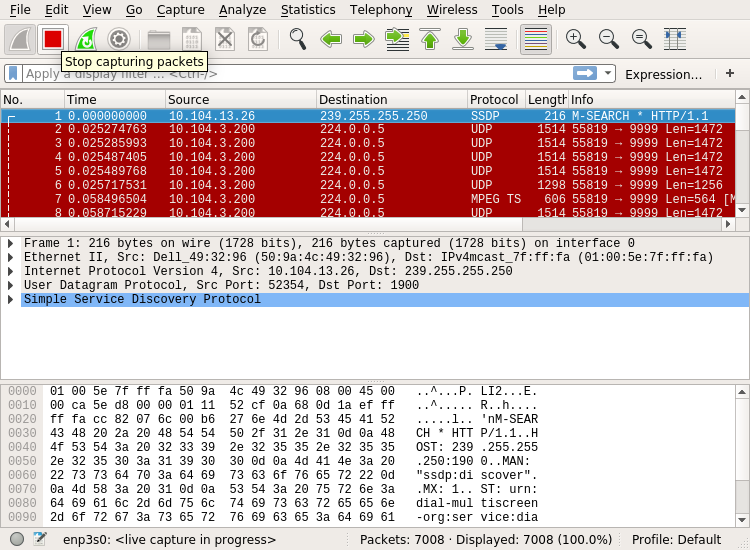 File Edit View Go Capture Analyze Statistics Telephony Wireless Tools Help
Stop capturing packets
Apply a display filter ... <Ctrl-/> Expression... +
No. Time Source Destination Protocol Length Info
1 0.000000000 10.104.13.26 239.255.255.250 SSDP 216 M-SEARCH * HTTP/1.1
2 0.025274763 10.104.3.200 224.0.0.5 UDP 1514 55819 → 9999 Len=1472
3 0.025285993 10.104.3.200 224.0.0.5 UDP 1514 55819 → 9999 Len=1472
4 0.025487405 10.104.3.200 224.0.0.5 UDP 1514 55819 → 9999 Len=1472
5 0.025489768 10.104.3.200 224.0.0.5 UDP 1514 55819 → 9999 Len=1472
6 0.025717531 10.104.3.200 224.0.0.5 UDP 1298 55819 → 9999 Len=1256
7 0.058496504 10.104.3.200 224.0.0.5 MPEG TS 606 55819 → 9999 Len=564 [M
8 0.058715229 10.104.3.200 224.0.0.5 UDP 1514 55819 → 9999 Len=1472
Frame 1: 216 bytes on wire (1728 bits), 216 bytes captured (1728 bits) on interface 0
Ethernet II, Src: Dell_49:32:96 (50:9a:4c:49:32:96), Dst: IPv4mcast_7f:ff:fa (01:00:5e:7f:ff:fa)
Internet Protocol Version 4, Src: 10.104.13.26, Dst: 239.255.255.250
User Datagram Protocol, Src Port: 52354, Dst Port: 1900
Simple Service Discovery Protocol
0000 01 00 5e 7f ff fa 50 9a 4c 49 32 96 08 00 45 00 ..^...P. LI2...E.
0010 00 ca 5e d8 00 00 01 11 52 cf 0a 68 0d 1a ef ff ..^..... R..h....
0020 ff fa cc 82 07 6c 00 b6 27 6e 4d 2d 53 45 41 52 .....l.. 'nM-SEAR
0030 43 48 20 2a 20 48 54 54 50 2f 31 2e 31 0d 0a 48 CH * HTT P/1.1..H
0040 4f 53 54 3a 20 32 33 39 2e 32 35 35 2e 32 35 35 OST: 239 .255.255
0050 2e 32 35 30 3a 31 39 30 30 0d 0a 4d 41 4e 3a 20 .250:190 0..MAN:
0060 22 73 73 64 70 3a 64 69 73 63 6f 76 65 72 22 0d "ssdp:di scover".
0070 0a 4d 58 3a 20 31 0d 0a 53 54 3a 20 75 72 6e 3a .MX: 1.. ST: urn:
0080 64 69 61 6c 2d 6d 75 6c 74 69 73 63 72 65 65 6e dial-mul tiscreen
0090 2d 6f 72 67 3a 73 65 72 76 69 63 65 3a 64 69 61 -org:ser vice:dia
enp3s0: <live capture in progress> Packets: 7008 · Displayed: 7008 (100.0%) Profile: Default